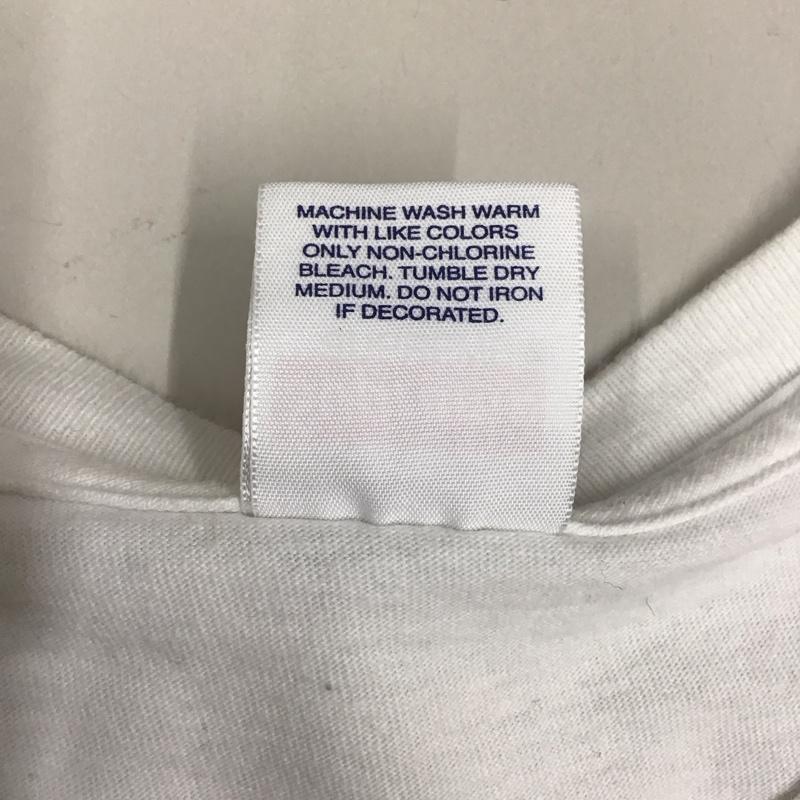 MACHINE WASH WARM
WITH LIKE COLORS
ONLY NON-CHLORINE
BLEACH. TUMBLE DRY
MEDIUM. DO NOT IRON
IF DECORATED.